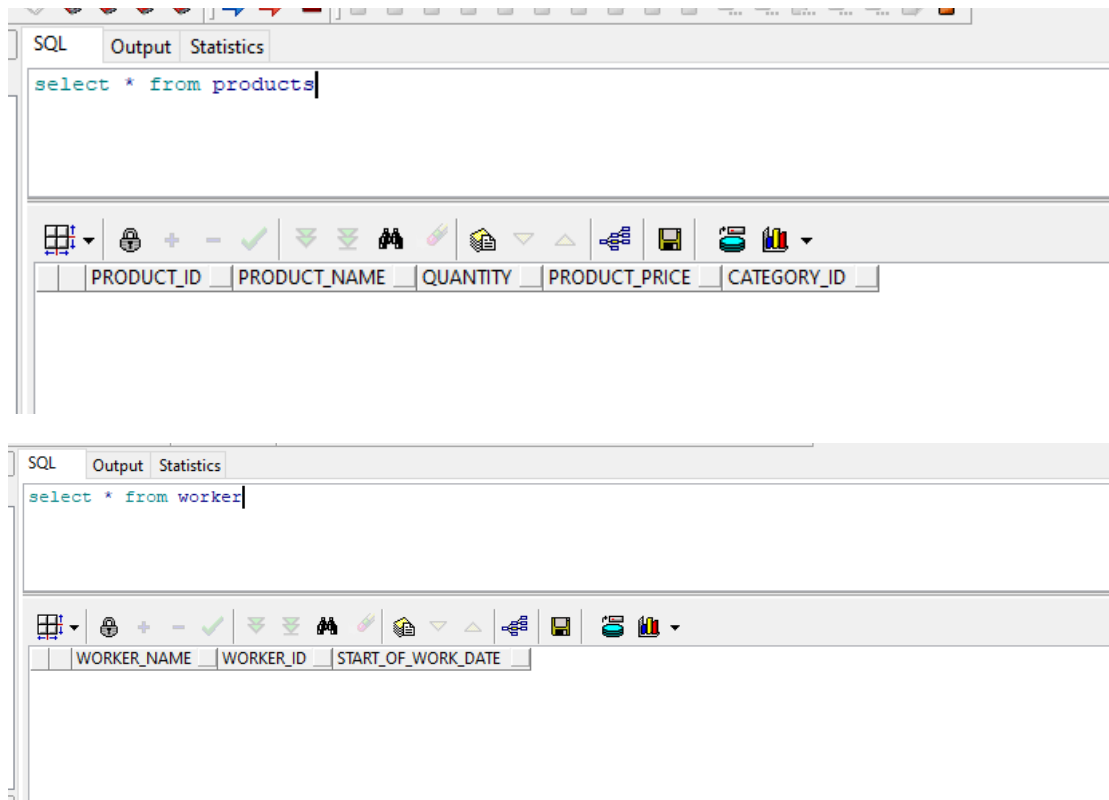 SQL Output Statistics
select * from products
PRODUCT_ID PRODUCT_NAME QUANTITY PRODUCT_PRICE CATEGORY_ID
SQL Output Statistics
select * from worker
WORKER_NAME WORKER_ID START_OF_WORK_DATE